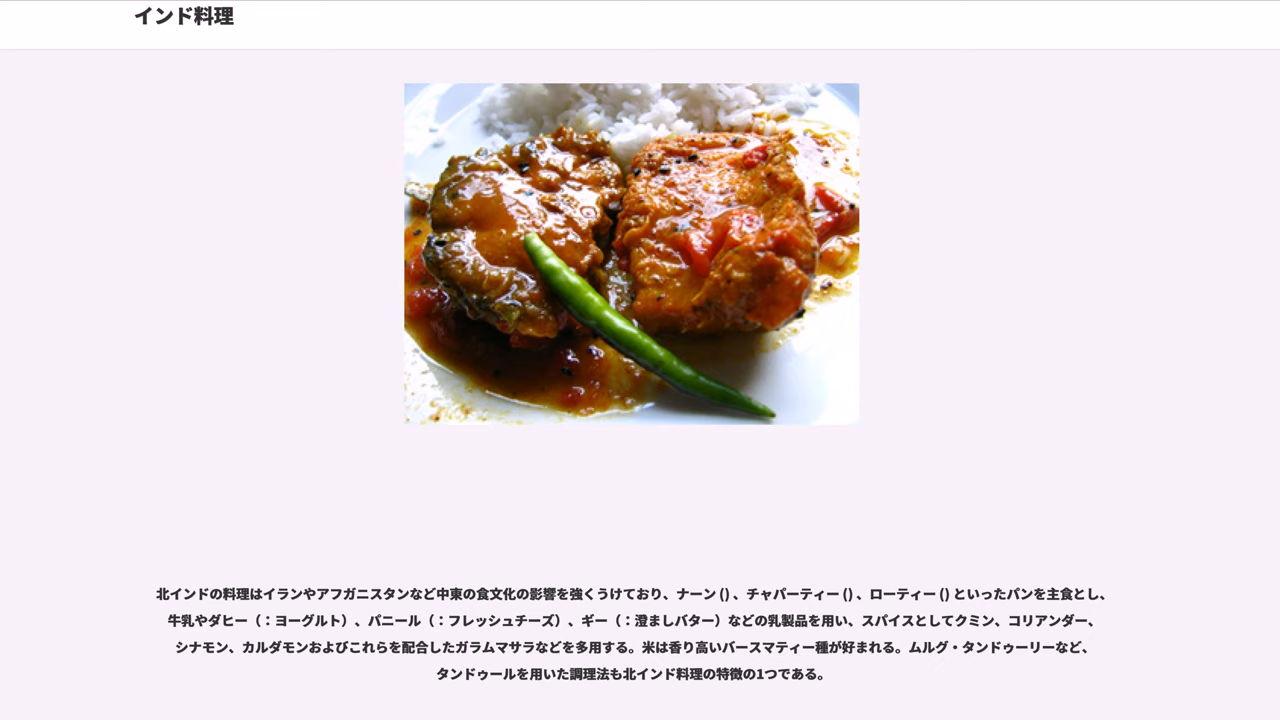 インド料理
北インドの料理はイランやアフガニスタンなど中東の食文化の影響を強くうけており、ナーン () 、チャパーティー () 、ローティー () といったパンを主食とし、
牛乳やダヒー（：ヨーグルト）、パニール（：フレッシュチーズ）、ギー（：澄ましバター）などの乳製品を用い、スパイスとしてクミン、コリアンダー、
シナモン、カルダモンおよびこれらを配合したガラムマサラなどを多用する。米は香り高いバースマティー種が好まれる。ムルグ・タンドゥーリーなど、
タンドゥールを用いた調理法も北インド料理の特徴の1つである。